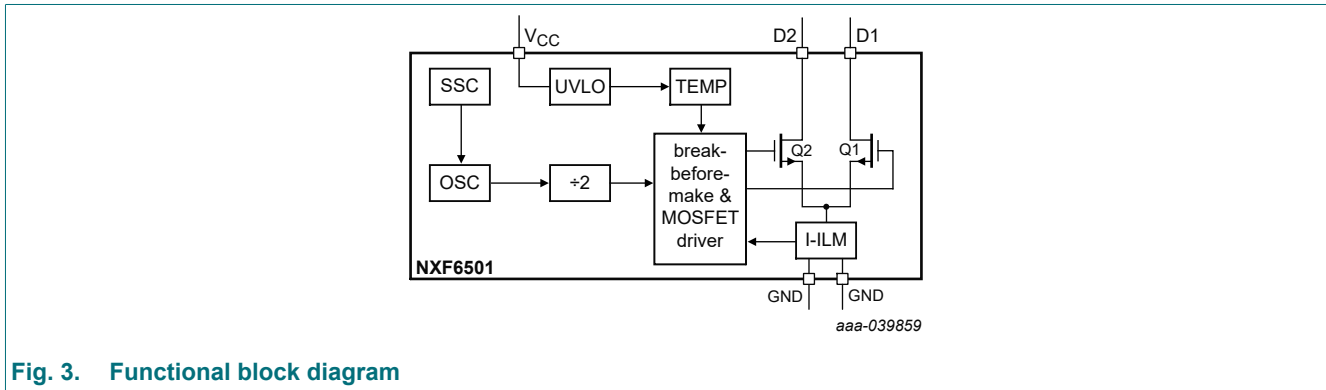 VCC
D2
D1
SSC
UVLO
TEMP
OSC
÷2
break-
before-
make &
MOSFET
driver
Q2
Q1
I-ILM
NXF6501
GND
GND
aaa-039859
Fig. 3. Functional block diagram